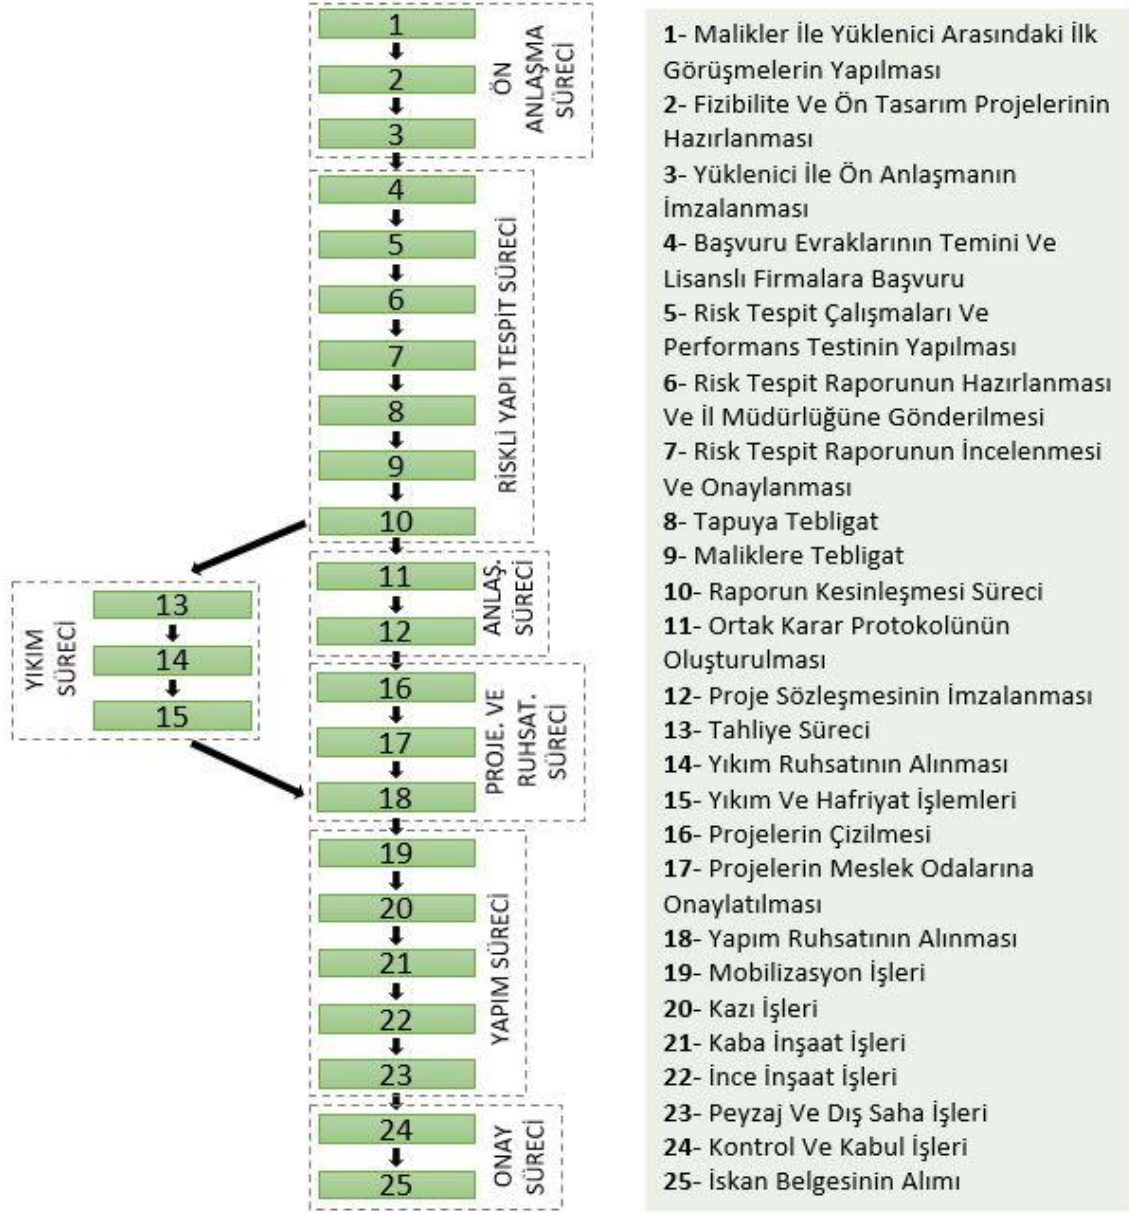 1
2
3
ÖN
ANLAŞMA
SÜRECİ
4
5
6
7
8
9
10
RİSKLİ YAPI TESPİT SÜRECİ
11
12
ANLAŞ.
SÜRECİ
13
14
15
YIKIM
SÜRECİ
16
17
18
PROJE. VE
RUHSAT.
SÜRECİ
19
20
21
22
23
YAPIM SÜRECİ
24
25
ONAY
SÜRECİ
1- Malikler İle Yüklenici Arasındaki İlk
Görüşmelerin Yapılması
2- Fizibilite Ve Ön Tasarım Projelerinin
Hazırlanması
3- Yüklenici İle Ön Anlaşmanın
İmzalanması
4- Başvuru Evraklarının Temini Ve
Lisanslı Firmalara Başvuru
5- Risk Tespit Çalışmaları Ve
Performans Testinin Yapılması
6- Risk Tespit Raporunun Hazırlanması
Ve İl Müdürlüğüne Gönderilmesi
7- Risk Tespit Raporunun İncelenmesi
Ve Onaylanması
8- Tapuya Tebligat
9- Maliklere Tebligat
10- Raporun Kesinleşmesi Süreci
11- Ortak Karar Protokolünün
Oluşturulması
12- Proje Sözleşmesinin İmzalanması
13- Tahliye Süreci
14- Yıkım Ruhsatının Alınması
15- Yıkım Ve Hafriyat İşlemleri
16- Projelerin Çizilmesi
17- Projelerin Meslek Odalarına
Onaylatılması
18- Yapım Ruhsatının Alınması
19- Mobilizasyon İşleri
20- Kazı İşleri
21- Kaba İnşaat İşleri
22- İnce İnşaat İşleri
23- Peyzaj Ve Dış Saha İşleri
24- Kontrol Ve Kabul İşleri
25- İskan Belgesinin Alımı